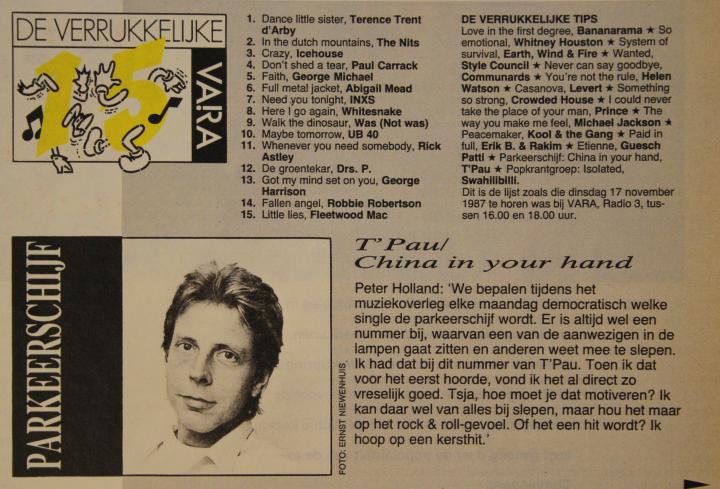 DE VERRUKKELIJKE
15
VARA
1. Dance little sister, Terence Trent
d'Arby
2. In the dutch mountains, The Nits
3. Crazy, Icehouse
4. Don't shed a tear, Paul Carrack
5. Faith, George Michael
6. Full metal jacket, Abigail Mead
7. Need you tonight, INXS
8. Here I go again, Whitesnake
9. Walk the dinosaur, Was (Not was)
10. Maybe tomorrow, UB 40
11. Whenever you need somebody, Rick
Astley
12. De groentekar, Drs. P.
13. Got my mind set on you, George
Harrison
14. Fallen angel, Robbie Robertson
15. Little lies, Fleetwood Mac
DE VERRUKKELIJKE TIPS
Love in the first degree, Bananarama ★ So
emotional, Whitney Houston ★ System of
survival, Earth, Wind & Fire ★ Wanted,
Style Council ★ Never can say goodbye,
Communards ★ You're not the rule, Helen
Watson ★ Casanova, Levert ★ Something
so strong, Crowded House ★ I could never
take the place of your man, Prince ★ The
way you make me feel, Michael Jackson ★
Peacemaker, Kool & the Gang ★ Paid in
full, Erik B. & Rakim ★ Etienne, Guesch
Patti ★ Parkeerschijf: China in your hand,
T'Pau ★ Popkrantgroep: Isolated,
Swahilibilli.
Dit is de lijst zoals die dinsdag 17 november
1987 te horen was bij VARA, Radio 3, tus-
sen 16.00 en 18.00 uur.
PARKEERSCHIJF
FOTO: ERNST NIEWENHUIS
T'Pau/
China in your hand
Peter Holland: 'We bepalen tijdens het
muziekoverleg elke maandag democratisch welke
single de parkeerschijf wordt. Er is altijd wel een
nummer bij, waarvan een van de aanwezigen in de
lampen gaat zitten en anderen weet mee te slepen.
Ik had dat bij dit nummer van T'Pau. Toen ik dat
voor het eerst hoorde, vond ik het al direct zo
vreselijk goed. Tsja, hoe moet je dat motiveren? Ik
kan daar wel van alles bij slepen, maar hou het maar
op het rock & roll-gevoel. Of het een hit wordt? Ik
hoop op een kersthit.'